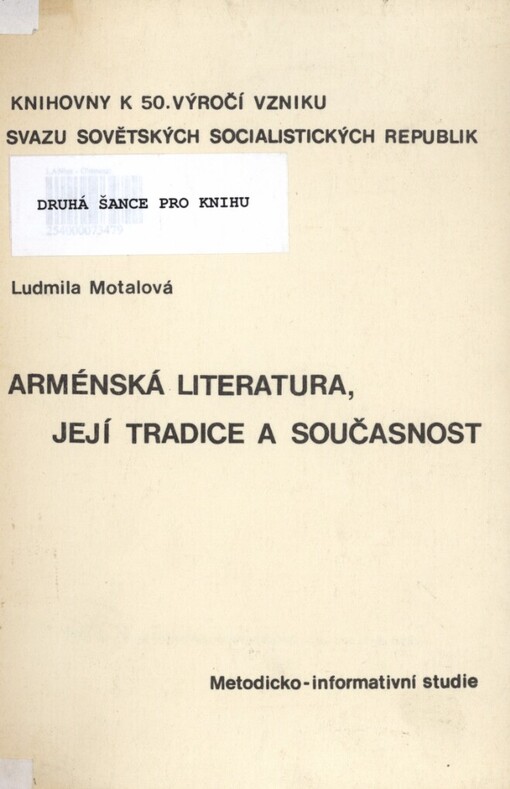 KNIHOVNY K 50. VÝROČÍ VZNIKU
SVAZU SOVĚTSKÝCH SOCIALISTICKÝCH REPUBLIK
DRUHÁ ŠANCE PRO KNIHU
Ludmila Motalová
ARMÉNSKÁ LITERATURA,
JEJÍ TRADICE A SOUČASNOST
Metodicko-informativní studie